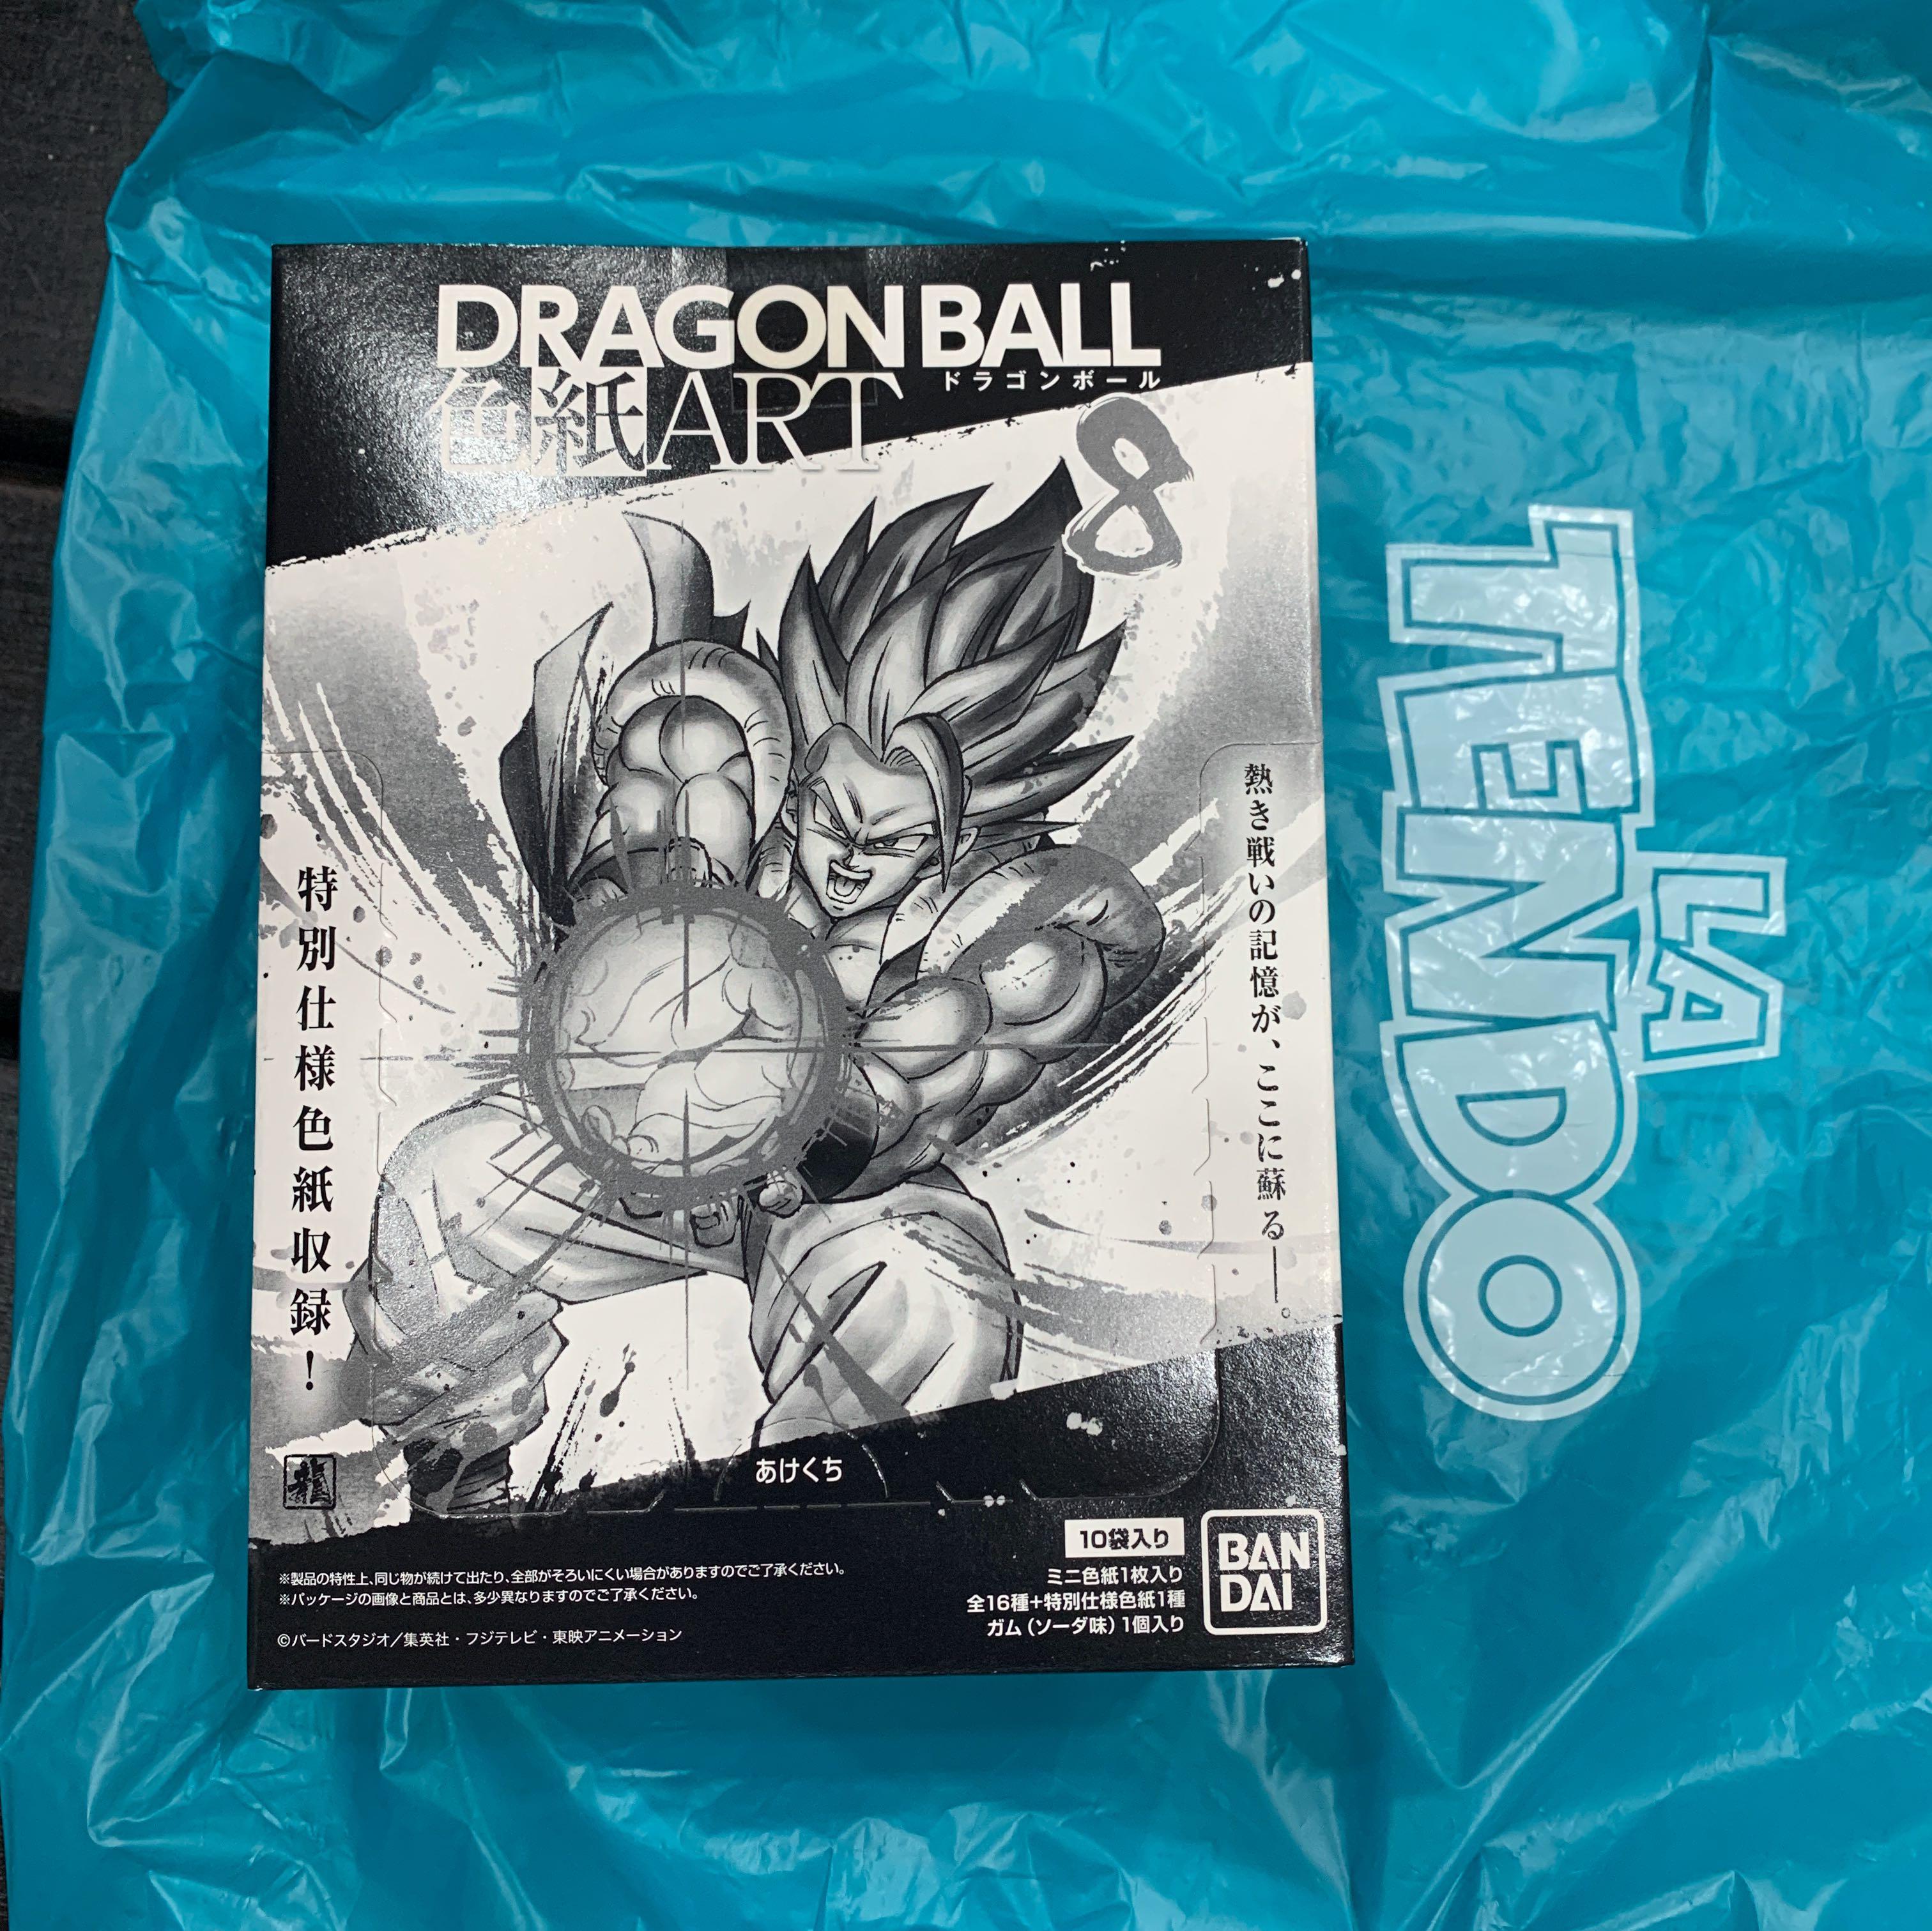 DRAGON BALL
ドラゴンボール
色紙ART
8
熱き戦いの記憶が、ここに蘇る――。
特別仕様色紙収録！
龍
あけくち
10袋入り
ミニ色紙1枚入り
全16種+特別仕様色紙1種
ガム（ソーダ味）1個入り
BAN
DAI
※製品の特性上、同じ物が続けて出たり、全部がそろいにくい場合がありますのでご了承ください。
※パッケージの画像と商品とは、多少異なりますのでご了承ください。
©バードスタジオ／集英社・フジテレビ・東映アニメーション
LA
TENDO